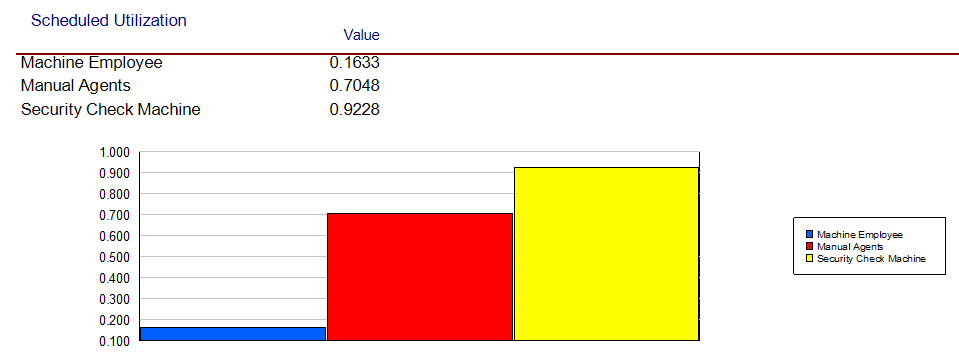 Scheduled Utilization
Value
Machine Employee 0.1633
Manual Agents 0.7048
Security Check Machine 0.9228
1.000
0.900
0.800
0.700
0.600
0.500
0.400
0.300
0.200
0.100
Machine Employee
Manual Agents
Security Check Machine